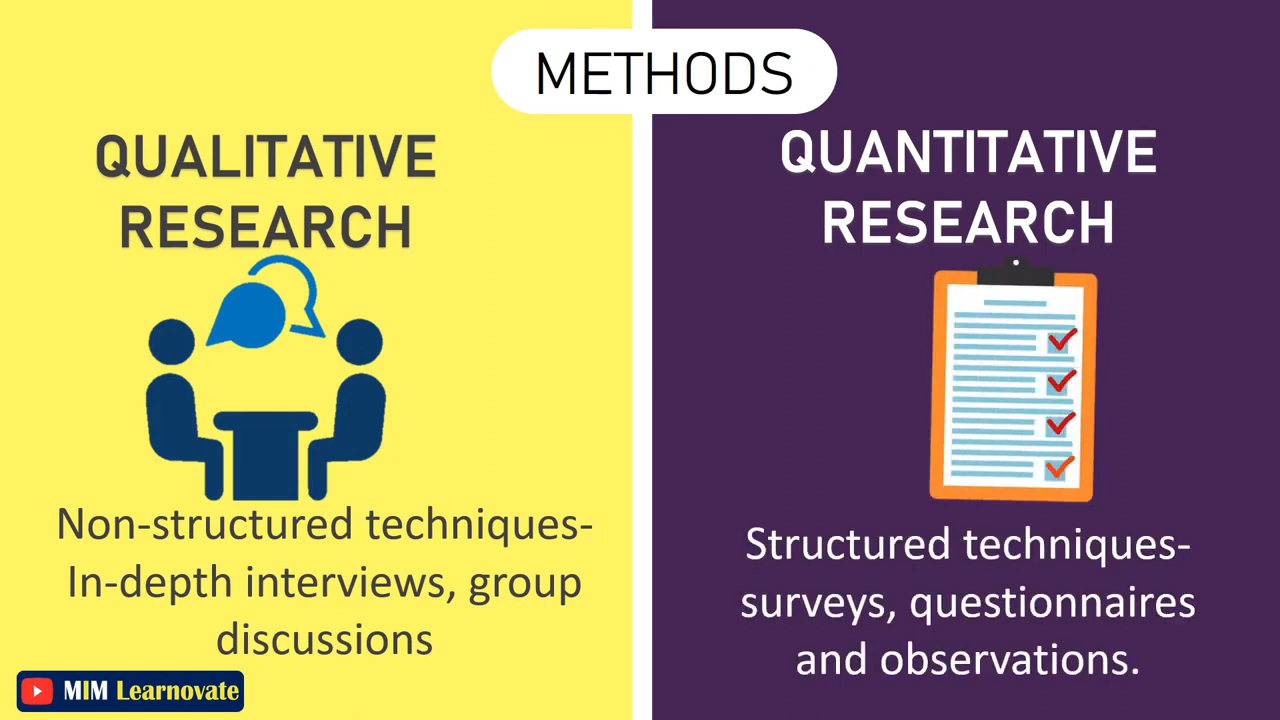 METHODS
QUALITATIVE
RESEARCH
Non-structured techniques-
In-depth interviews, group
discussions
QUANTITATIVE
RESEARCH
Structured techniques-
surveys, questionnaires
and observations.
MIM Learnovate